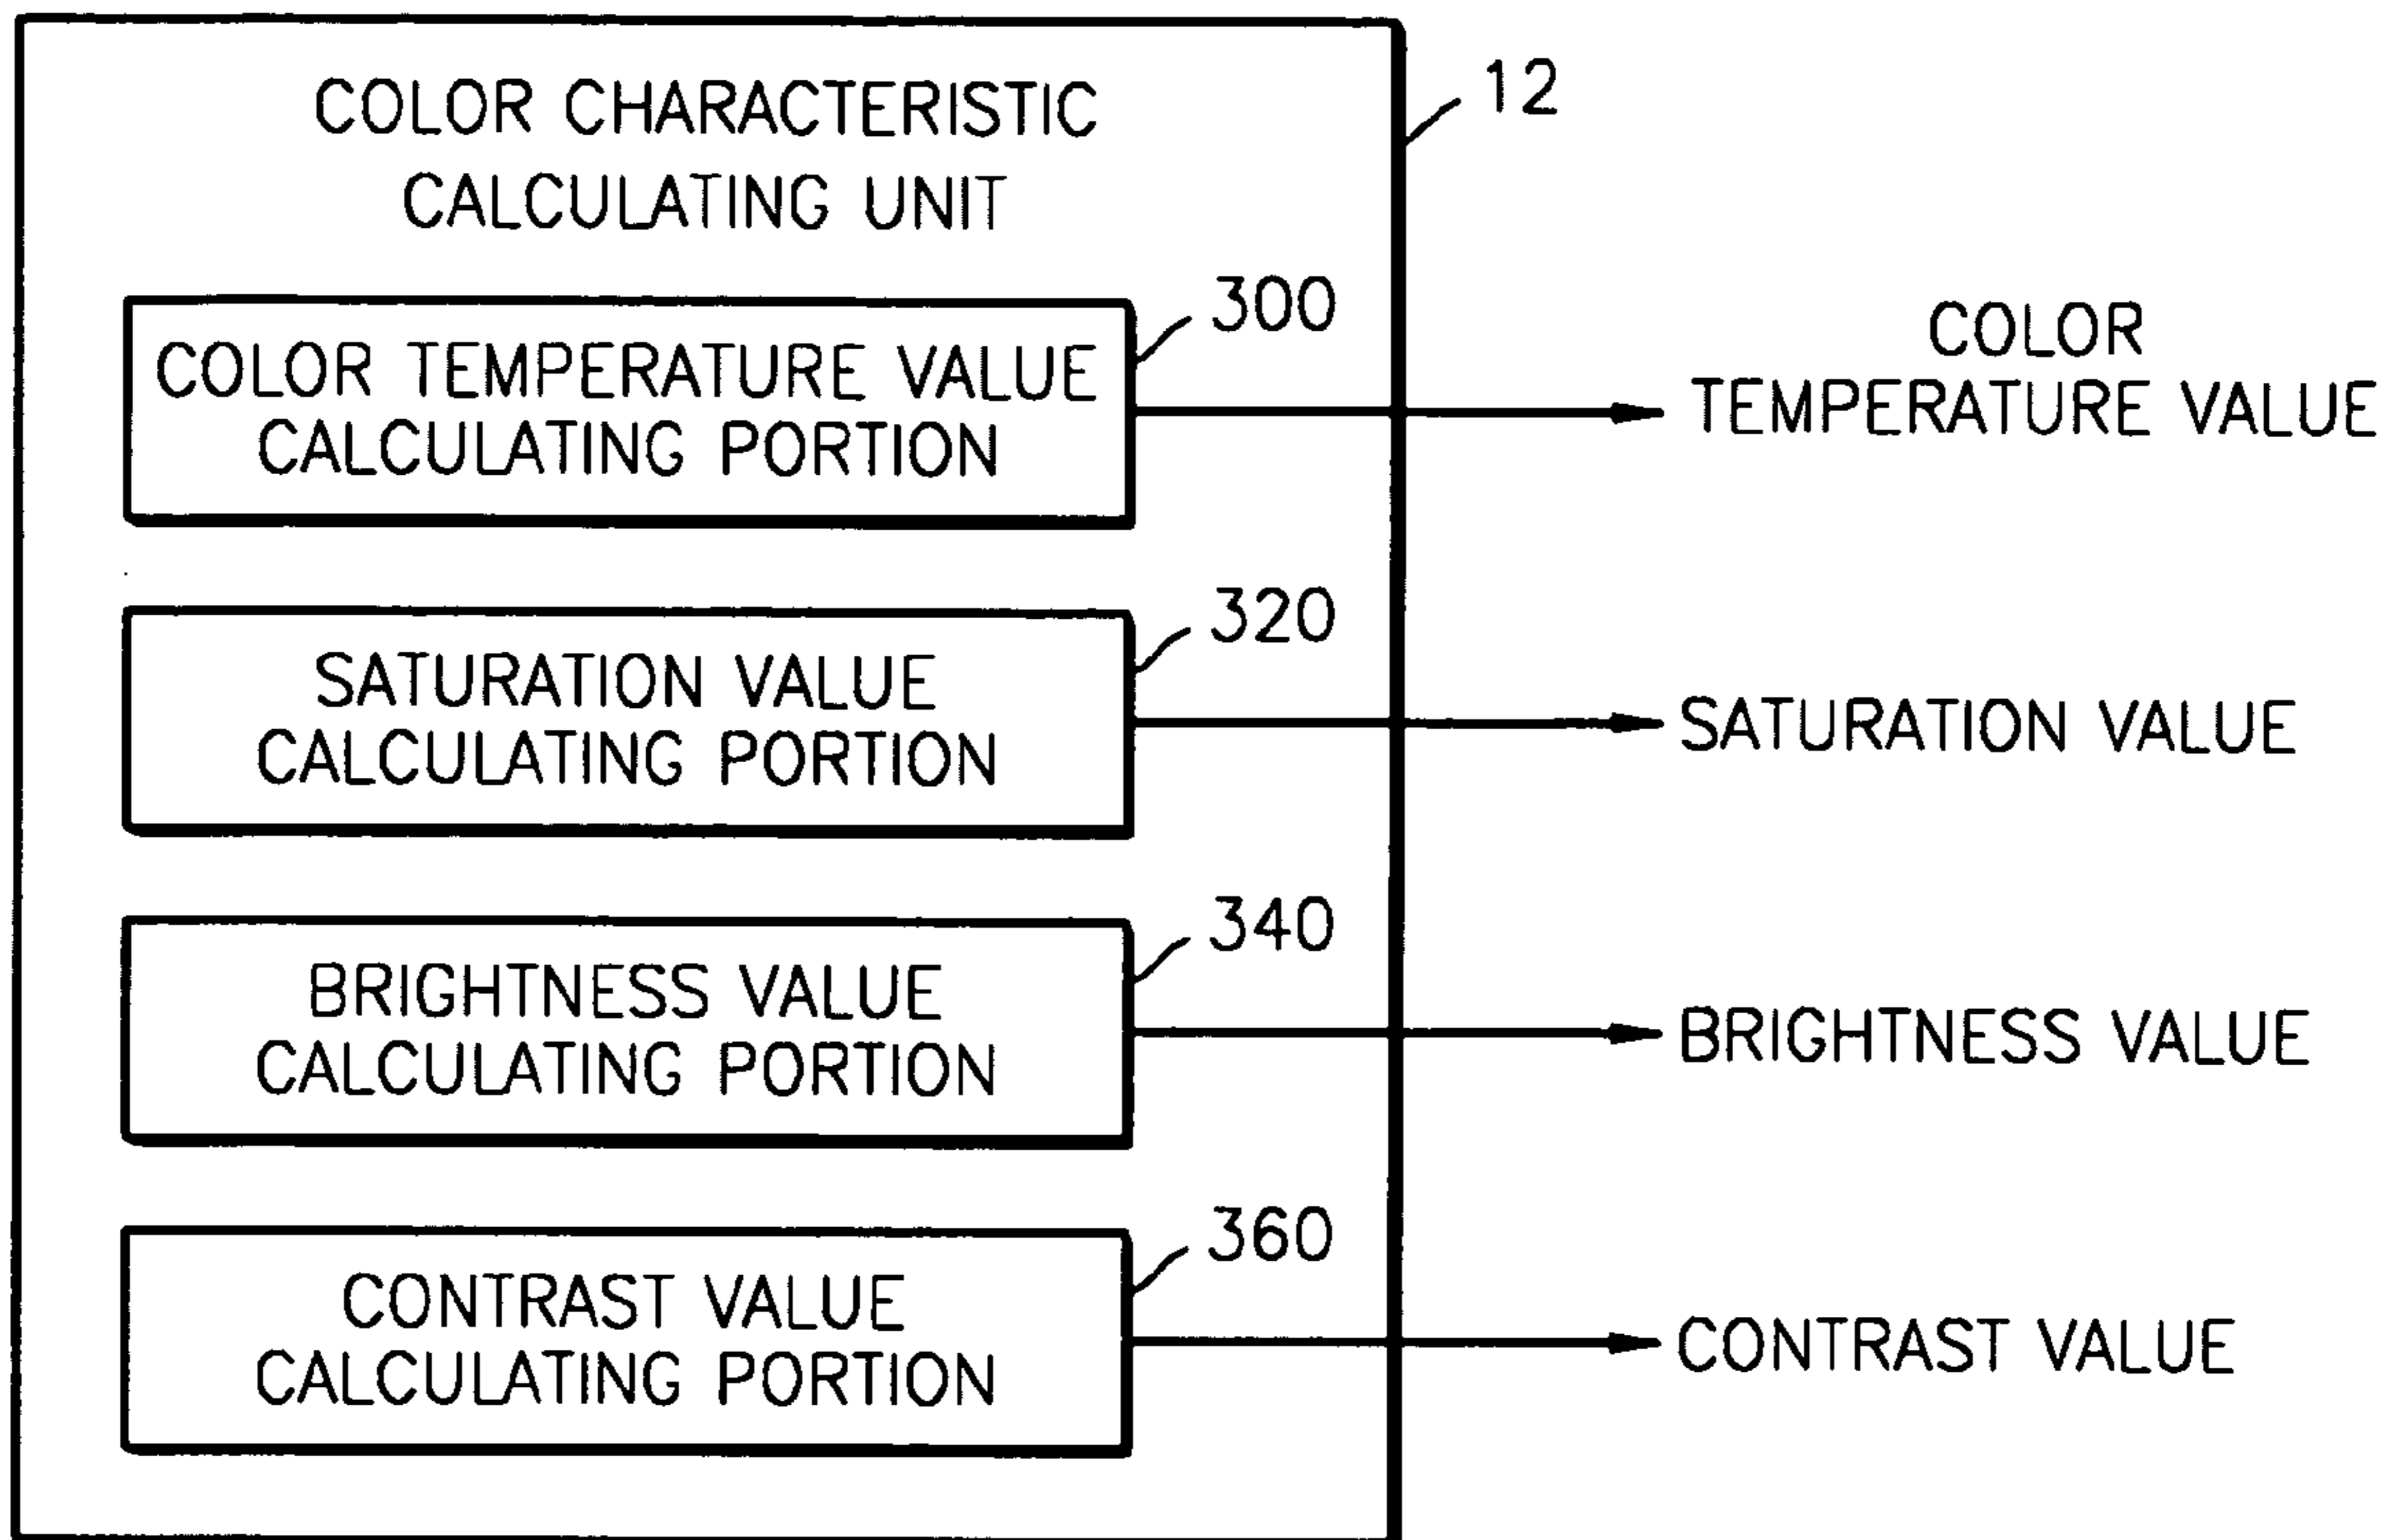 COLOR CHARACTERISTIC
CALCULATING UNIT
12
300
COLOR TEMPERATURE VALUE
CALCULATING PORTION
COLOR
TEMPERATURE VALUE
320
SATURATION VALUE
CALCULATING PORTION
SATURATION VALUE
340
BRIGHTNESS VALUE
CALCULATING PORTION
BRIGHTNESS VALUE
360
CONTRAST VALUE
CALCULATING PORTION
CONTRAST VALUE